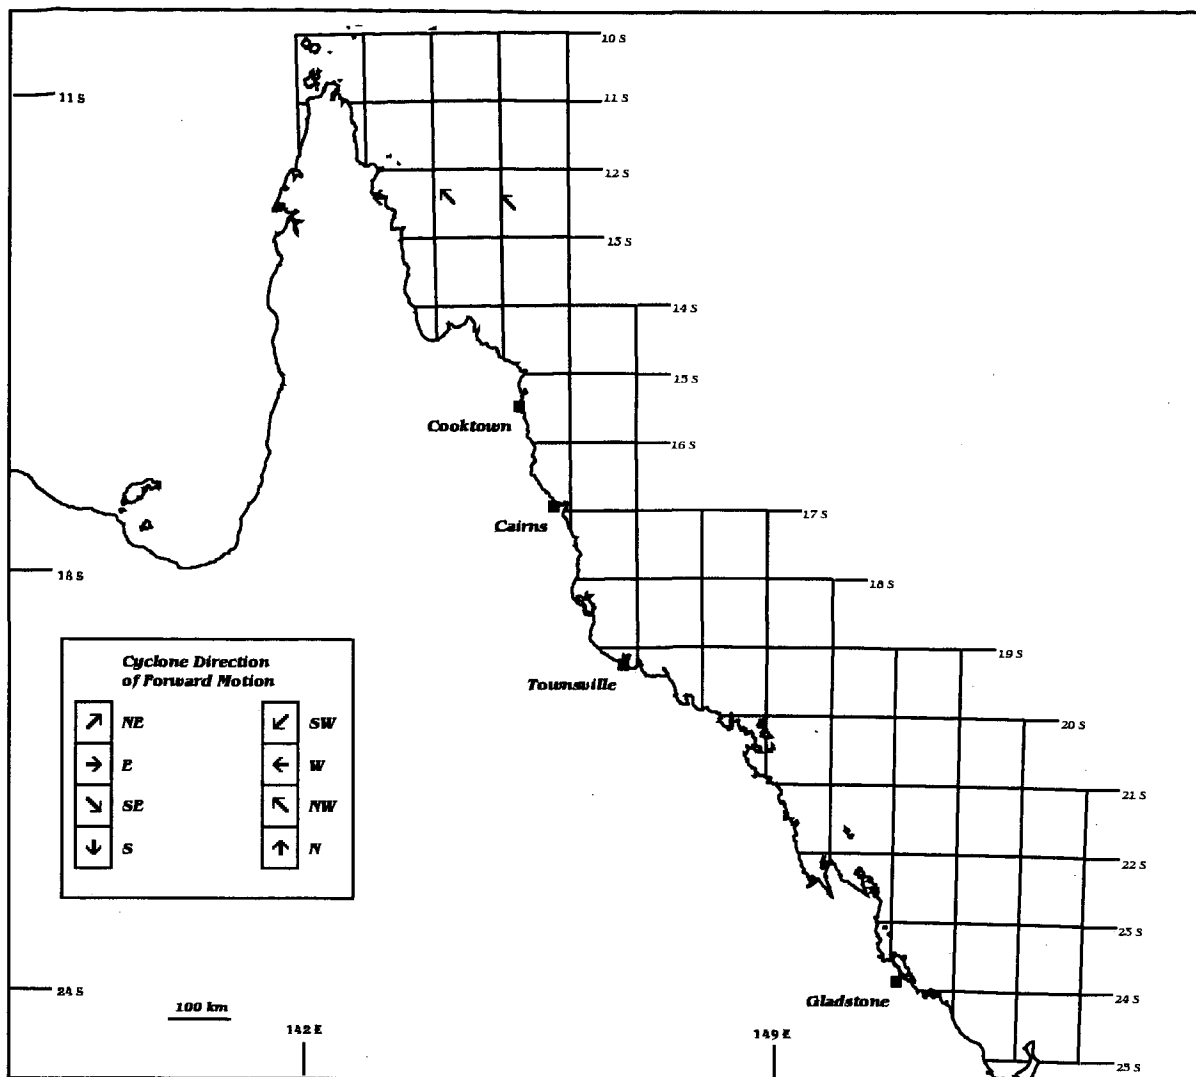 10 S
11 S
11 S
12 S
13 S
14 S
15 S
Cooktown
16 S
Cairns
17 S
18 S
18 S
Cyclone Direction
of Forward Motion
NE
SW
E
W
SE
NW
S
N
19 S
Townsville
20 S
21 S
22 S
23 S
24 S
24 S
Gladstone
100 km
142 E
149 E
25 S